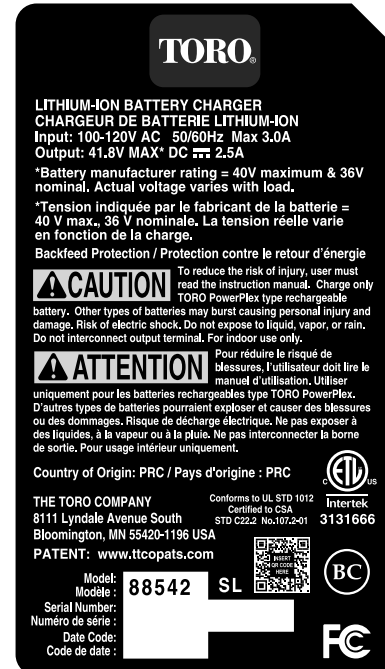 TORO®
LITHIUM-ION BATTERY CHARGER
CHARGEUR DE BATTERIE LITHIUM-ION
Input: 100-120V AC 50/60Hz Max 3.0A
Output: 41.8V MAX* DC ⎓ 2.5A
*Battery manufacturer rating = 40V maximum & 36V
nominal. Actual voltage varies with load.
*Tension indiquée par le fabricant de la batterie =
40 V max., 36 V nominale. La tension réelle varie
en fonction de la charge.
Backfeed Protection / Protection contre le retour d'énergie
CAUTION
To reduce the risk of injury, user must
read the instruction manual. Charge only
TORO PowerPlex type rechargeable
battery. Other types of batteries may burst causing personal injury and
damage. Risk of electric shock. Do not expose to liquid, vapor, or rain.
Do not interconnect output terminal. For indoor use only.
ATTENTION
Pour réduire le risqué de
blessures, l'utilisateur doit lire le
manuel d'utilisation. Utiliser
uniquement pour les batteries rechargeables type TORO PowerPlex.
D'autres types de batteries pourraient exploser et causer des blessures
ou des dommages. Risque de décharge électrique. Ne pas exposer à
des liquides, à la vapeur ou à la pluie. Ne pas interconnecter la borne
de sortie. Pour usage intérieur uniquement.
Country of Origin: PRC / Pays d'origine : PRC
THE TORO COMPANY
8111 Lyndale Avenue South
Bloomington, MN 55420-1196 USA
PATENT: www.ttcopats.com
Conforms to UL STD 1012
Certified to CSA
STD C22.2 No.107.2-01
C ETL US
Intertek
3131666
INSERT
QR CODE
HERE
BC
Model:
Modèle :
88542 SL
Serial Number:
Numéro de série :
Date Code:
Code de date :
FC